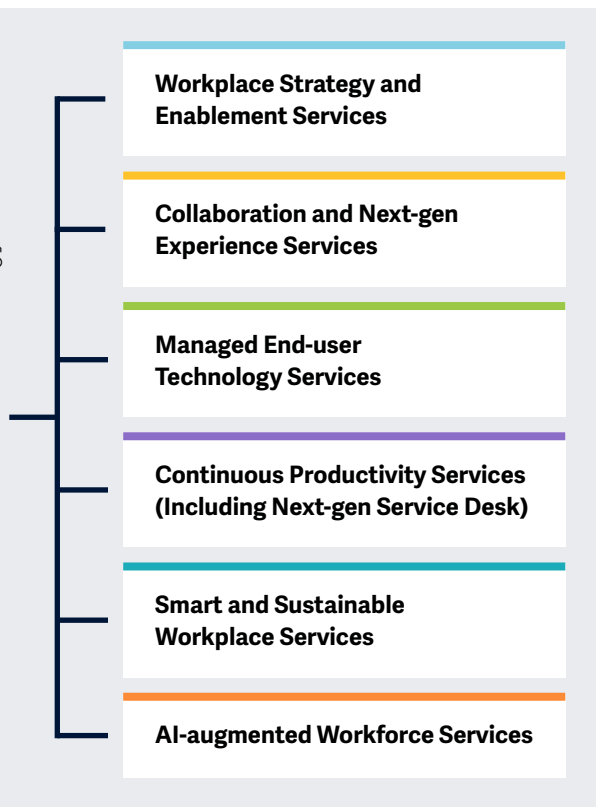 Workplace Strategy and
Enablement Services
Collaboration and Next-gen
Experience Services
Managed End-user
Technology Services
Continuous Productivity Services
(Including Next-gen Service Desk)
Smart and Sustainable
Workplace Services
AI-augmented Workforce Services